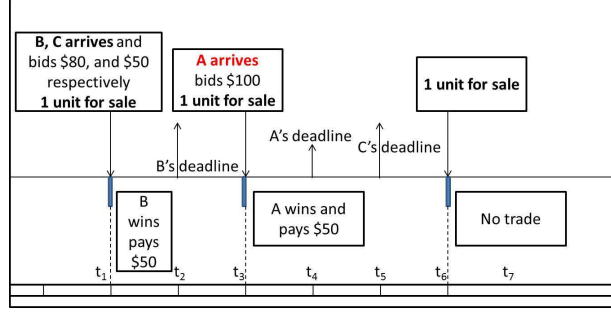 B, C arrives and
bids $80, and $50
respectively
1 unit for sale
A arrives
bids $100
1 unit for sale
1 unit for sale
B's deadline
A's deadline
C's deadline
B
wins
pays
$50
A wins and
pays $50
No trade
t1 t2 t3 t4 t5 t6 t7